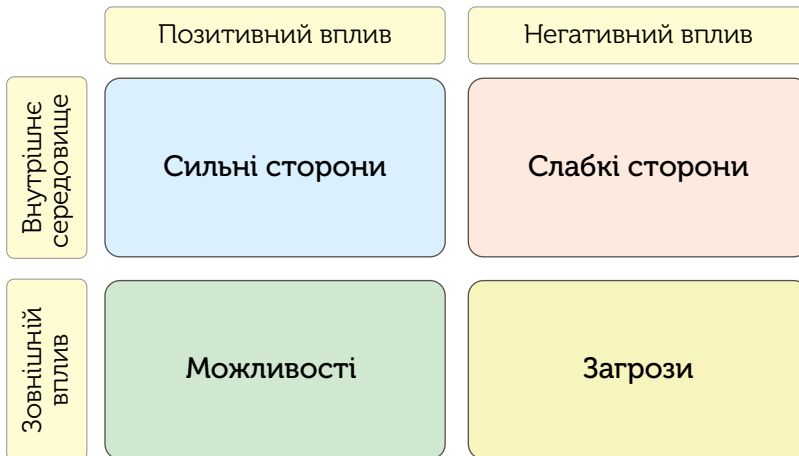 Позитивний вплив
Негативний вплив
Внутрішнє
середовище
Сильні сторони
Слабкі сторони
Зовнішній
вплив
Можливості
Загрози